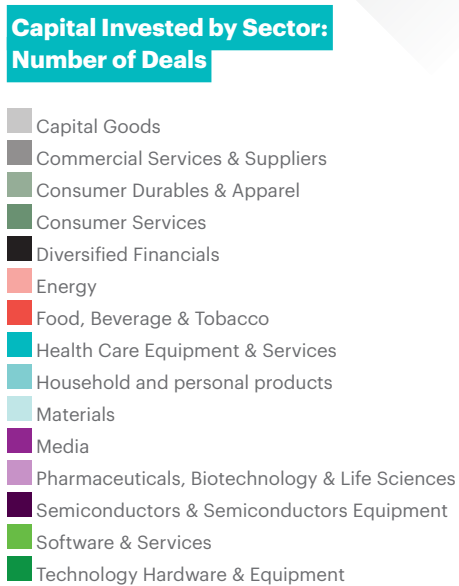 Capital Invested by Sector:
Number of Deals
Capital Goods
Commercial Services & Suppliers
Consumer Durables & Apparel
Consumer Services
Diversified Financials
Energy
Food, Beverage & Tobacco
Health Care Equipment & Services
Household and personal products
Materials
Media
Pharmaceuticals, Biotechnology & Life Sciences
Semiconductors & Semiconductors Equipment
Software & Services
Technology Hardware & Equipment